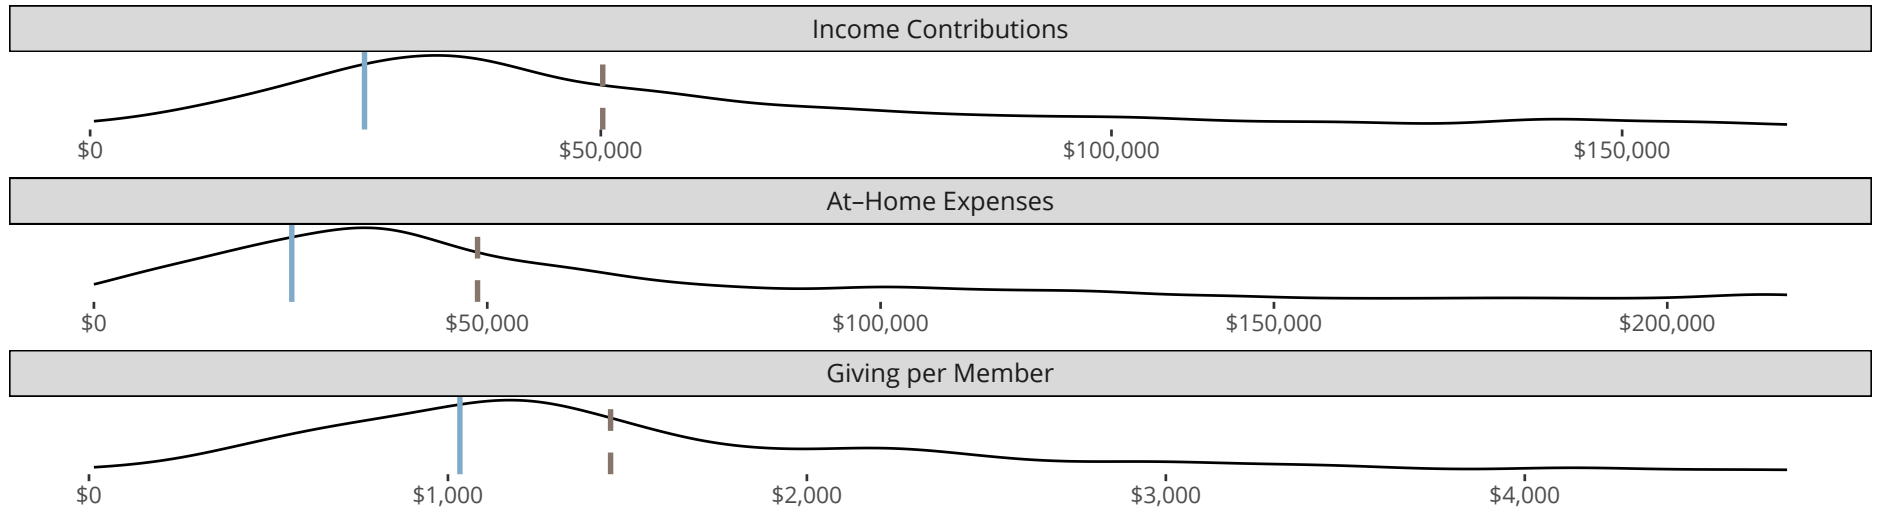 Income Contributions
$0 $50,000 $100,000 $150,000
At–Home Expenses
$0 $50,000 $100,000 $150,000 $200,000
Giving per Member
$0 $1,000 $2,000 $3,000 $4,000